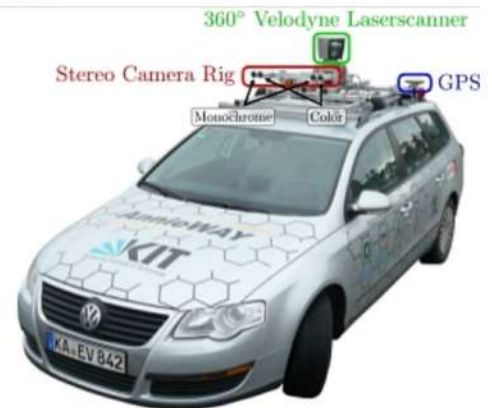 360° Velodyne Laserscanner
Stereo Camera Rig
GPS
Monochrome
Color
AnnieWAY
KIT
KA EV 842